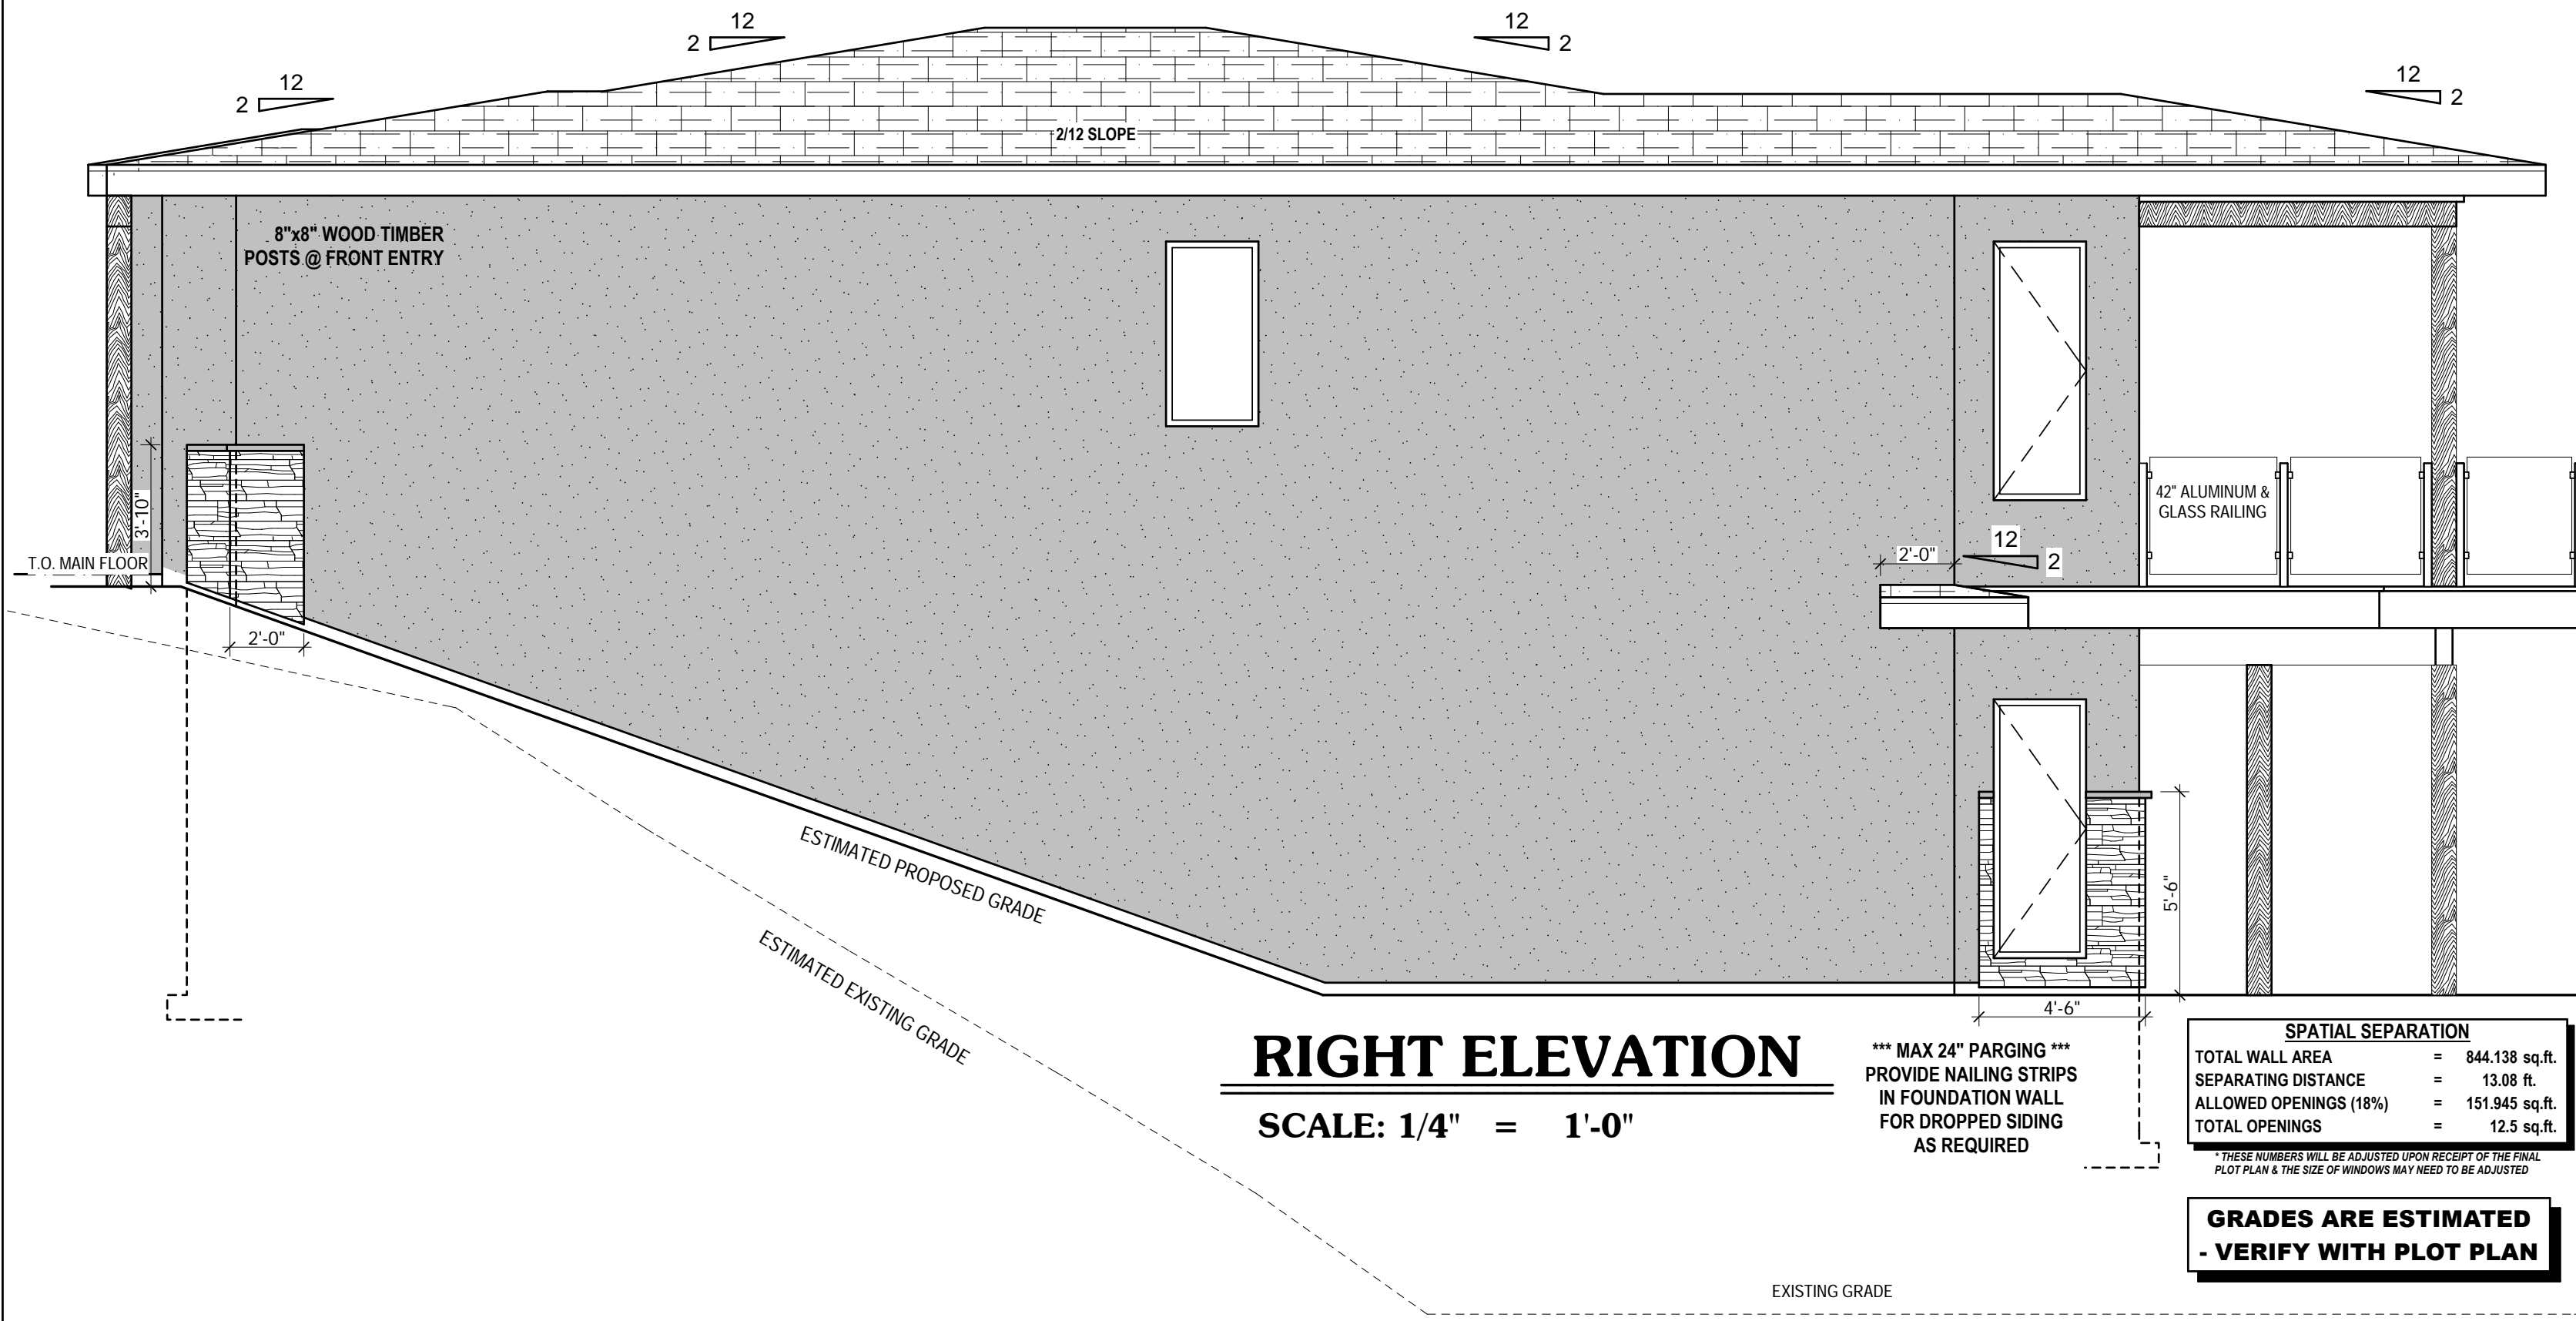 12
2
12
2
12
2
12
2
2/12 SLOPE
8"x8" WOOD TIMBER
POSTS @ FRONT ENTRY
3'-10"
T.O. MAIN FLOOR
2'-0"
42" ALUMINUM &
GLASS RAILING
2'-0"
12
2
5'-6"
4'-6"
ESTIMATED PROPOSED GRADE
ESTIMATED EXISTING GRADE
RIGHT ELEVATION
SCALE: 1/4" = 1'-0"
*** MAX 24" PARGING ***
PROVIDE NAILING STRIPS
IN FOUNDATION WALL
FOR DROPPED SIDING
AS REQUIRED
SPATIAL SEPARATION
TOTAL WALL AREA = 844.138 sq.ft.
SEPARATING DISTANCE = 13.08 ft.
ALLOWED OPENINGS (18%) = 151.945 sq.ft.
TOTAL OPENINGS = 12.5 sq.ft.
* THESE NUMBERS WILL BE ADJUSTED UPON RECEIPT OF THE FINAL
PLOT PLAN & THE SIZE OF WINDOWS MAY NEED TO BE ADJUSTED
GRADES ARE ESTIMATED
- VERIFY WITH PLOT PLAN
EXISTING GRADE